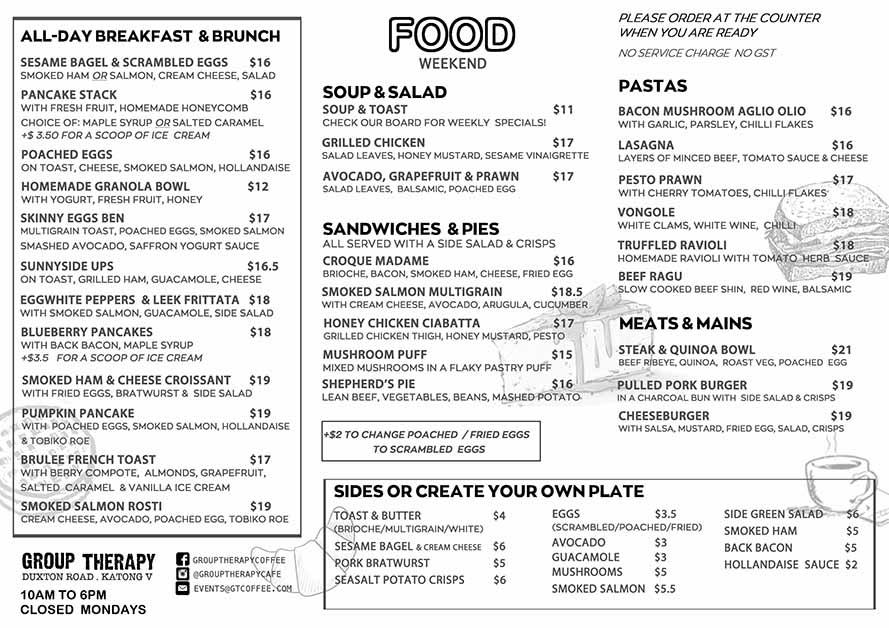 ALL-DAY BREAKFAST & BRUNCH
SESAME BAGEL & SCRAMBLED EGGS $16
SMOKED HAM OR SALMON, CREAM CHEESE, SALAD
PANCAKE STACK $16
WITH FRESH FRUIT, HOMEMADE HONEYCOMB
CHOICE OF: MAPLE SYRUP OR SALTED CARAMEL
+$ 3.50 FOR A SCOOP OF ICE CREAM
POACHED EGGS $16
ON TOAST, CHEESE, SMOKED SALMON, HOLLANDAISE
HOMEMADE GRANOLA BOWL $12
WITH YOGURT, FRESH FRUIT, HONEY
SKINNY EGGS BEN $17
MULTIGRAIN TOAST, POACHED EGGS, SMOKED SALMON
SMASHED AVOCADO, SAFFRON YOGURT SAUCE
SUNNYSIDE UPS $16.5
ON TOAST, GRILLED HAM, GUACAMOLE, CHEESE
EGGWHITE PEPPERS & LEEK FRITTATA $18
WITH SMOKED SALMON, GUACAMOLE, SIDE SALAD
BLUEBERRY PANCAKES $18
WITH BACK BACON, MAPLE SYRUP
+$3.5 FOR A SCOOP OF ICE CREAM
SMOKED HAM & CHEESE CROISSANT $19
WITH FRIED EGGS, BRATWURST & SIDE SALAD
PUMPKIN PANCAKE $19
WITH POACHED EGGS, SMOKED SALMON, HOLLANDAISE
& TOBIKO ROE
BRULEE FRENCH TOAST $17
WITH BERRY COMPOTE, ALMONDS, GRAPEFRUIT,
SALTED CARAMEL & VANILLA ICE CREAM
SMOKED SALMON ROSTI $19
CREAM CHEESE, AVOCADO, POACHED EGG, TOBIKO ROE
GROUP THERAPY
DUXTON ROAD . KATONG V
10AM TO 6PM
CLOSED MONDAYS
GROUPTHERAPYCOFFEE
@GROUPTHERAPYCAFE
EVENTS@GTCOFFEE.COM
FOOD
WEEKEND
SOUP & SALAD
SOUP & TOAST $11
CHECK OUR BOARD FOR WEEKLY SPECIALS!
GRILLED CHICKEN $17
SALAD LEAVES, HONEY MUSTARD, SESAME VINAIGRETTE
AVOCADO, GRAPEFRUIT & PRAWN $17
SALAD LEAVES, BALSAMIC, POACHED EGG
SANDWICHES & PIES
ALL SERVED WITH A SIDE SALAD & CRISPS
CROQUE MADAME $16
BRIOCHE, BACON, SMOKED HAM, CHEESE, FRIED EGG
SMOKED SALMON MULTIGRAIN $18.5
WITH CREAM CHEESE, AVOCADO, ARUGULA, CUCUMBER
HONEY CHICKEN CIABATTA $17
GRILLED CHICKEN THIGH, HONEY MUSTARD, PESTO
MUSHROOM PUFF $15
MIXED MUSHROOMS IN A FLAKY PASTRY PUFF
SHEPHERD'S PIE $16
LEAN BEEF, VEGETABLES, BEANS, MASHED POTATO
+$2 TO CHANGE POACHED / FRIED EGGS
TO SCRAMBLED EGGS
PLEASE ORDER AT THE COUNTER
WHEN YOU ARE READY
NO SERVICE CHARGE NO GST
PASTAS
BACON MUSHROOM AGLIO OLIO $16
WITH GARLIC, PARSLEY, CHILLI FLAKES
LASAGNA $16
LAYERS OF MINCED BEEF, TOMATO SAUCE & CHEESE
PESTO PRAWN $17
WITH CHERRY TOMATOES, CHILLI FLAKES
VONGOLE $18
WHITE CLAMS, WHITE WINE, CHILLI
TRUFFLED RAVIOLI $18
HOMEMADE RAVIOLI WITH TOMATO HERB SAUCE
BEEF RAGU $19
SLOW COOKED BEEF SHIN, RED WINE, BALSAMIC
MEATS & MAINS
STEAK & QUINOA BOWL $21
BEEF RIBEYE, QUINOA, ROAST VEG, POACHED EGG
PULLED PORK BURGER $19
IN A CHARCOAL BUN WITH SIDE SALAD & CRISPS
CHEESEBURGER $19
WITH SALSA, MUSTARD, FRIED EGG, SALAD, CRISPS
SIDES OR CREATE YOUR OWN PLATE
TOAST & BUTTER $4
(BRIOCHE/MULTIGRAIN/WHITE)
SESAME BAGEL & CREAM CHEESE $6
PORK BRATWURST $5
SEASALT POTATO CRISPS $6
EGGS $3.5
(SCRAMBLED/POACHED/FRIED)
AVOCADO $3
GUACAMOLE $3
MUSHROOMS $5
SMOKED SALMON $5.5
SIDE GREEN SALAD $6
SMOKED HAM $5
BACK BACON $5
HOLLANDAISE SAUCE $2